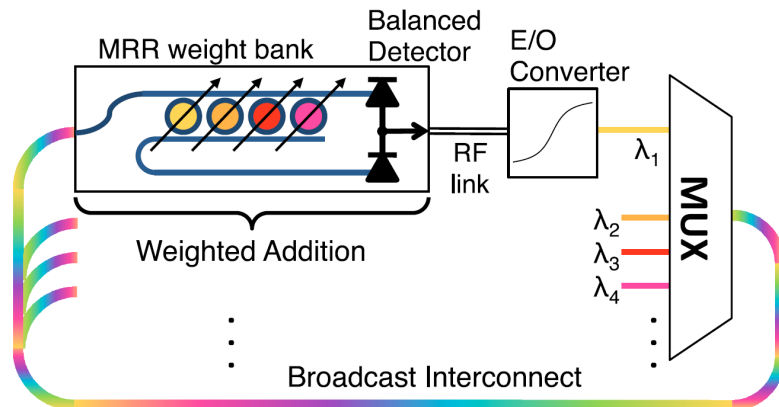 MRR weight bank
Balanced
Detector
E/O
Converter
RF
link
λ1
λ2
λ3
λ4
MUX
Weighted Addition
Broadcast Interconnect